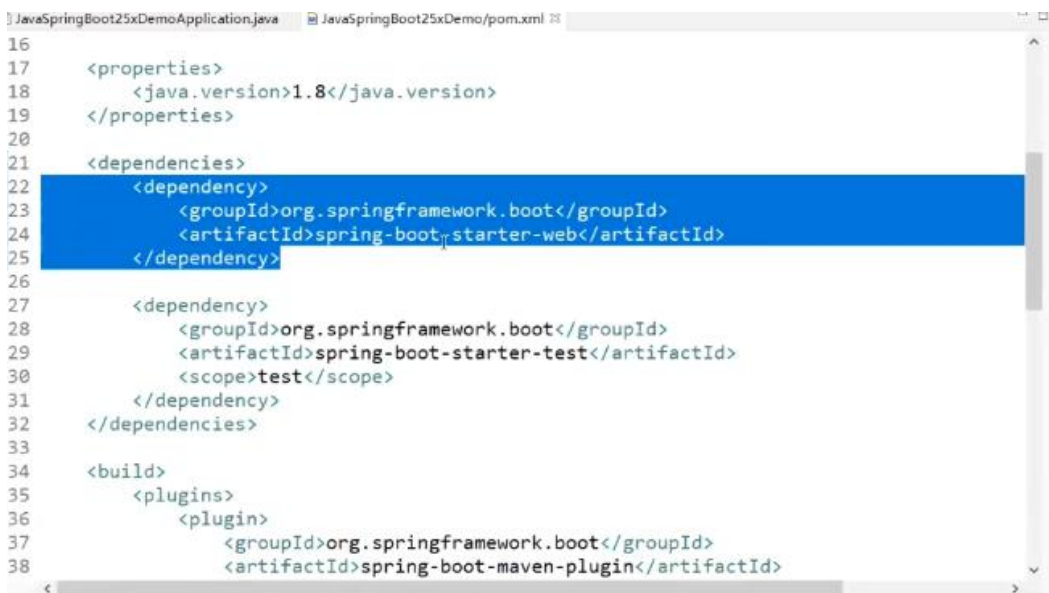 JavaSpringBoot25xDemoApplication.java JavaSpringBoot25xDemo/pom.xml
16
17 <properties>
18 <java.version>1.8</java.version>
19 </properties>
20
21 <dependencies>
22 <dependency>
23 <groupId>org.springframework.boot</groupId>
24 <artifactId>spring-boot-starter-web</artifactId>
25 </dependency>
26
27 <dependency>
28 <groupId>org.springframework.boot</groupId>
29 <artifactId>spring-boot-starter-test</artifactId>
30 <scope>test</scope>
31 </dependency>
32 </dependencies>
33
34 <build>
35 <plugins>
36 <plugin>
37 <groupId>org.springframework.boot</groupId>
38 <artifactId>spring-boot-maven-plugin</artifactId>